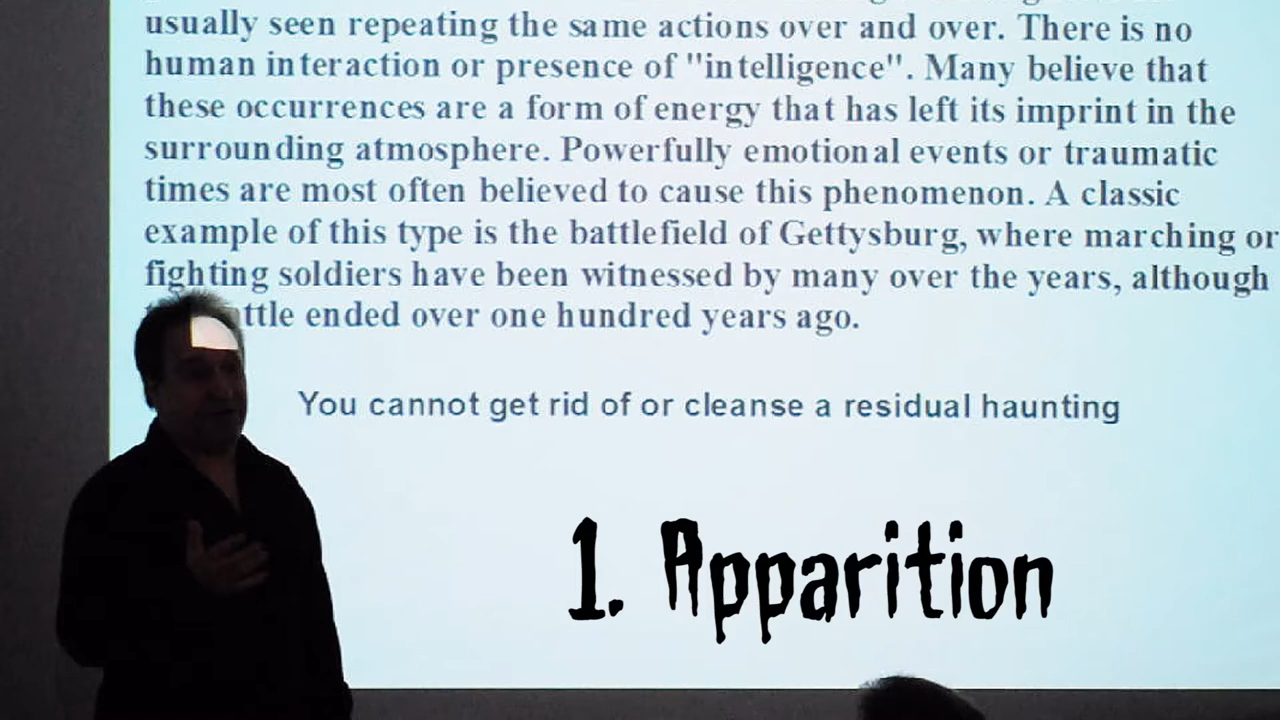 usually seen repeating the same actions over and over. There is no
human interaction or presence of "intelligence". Many believe that
these occurrences are a form of energy that has left its imprint in the
surrounding atmosphere. Powerfully emotional events or traumatic
times are most often believed to cause this phenomenon. A classic
example of this type is the battlefield of Gettysburg, where marching or
fighting soldiers have been witnessed by many over the years, although
ended over one hundred years ago.
You cannot get rid of or cleanse a residual haunting
1. Apparition